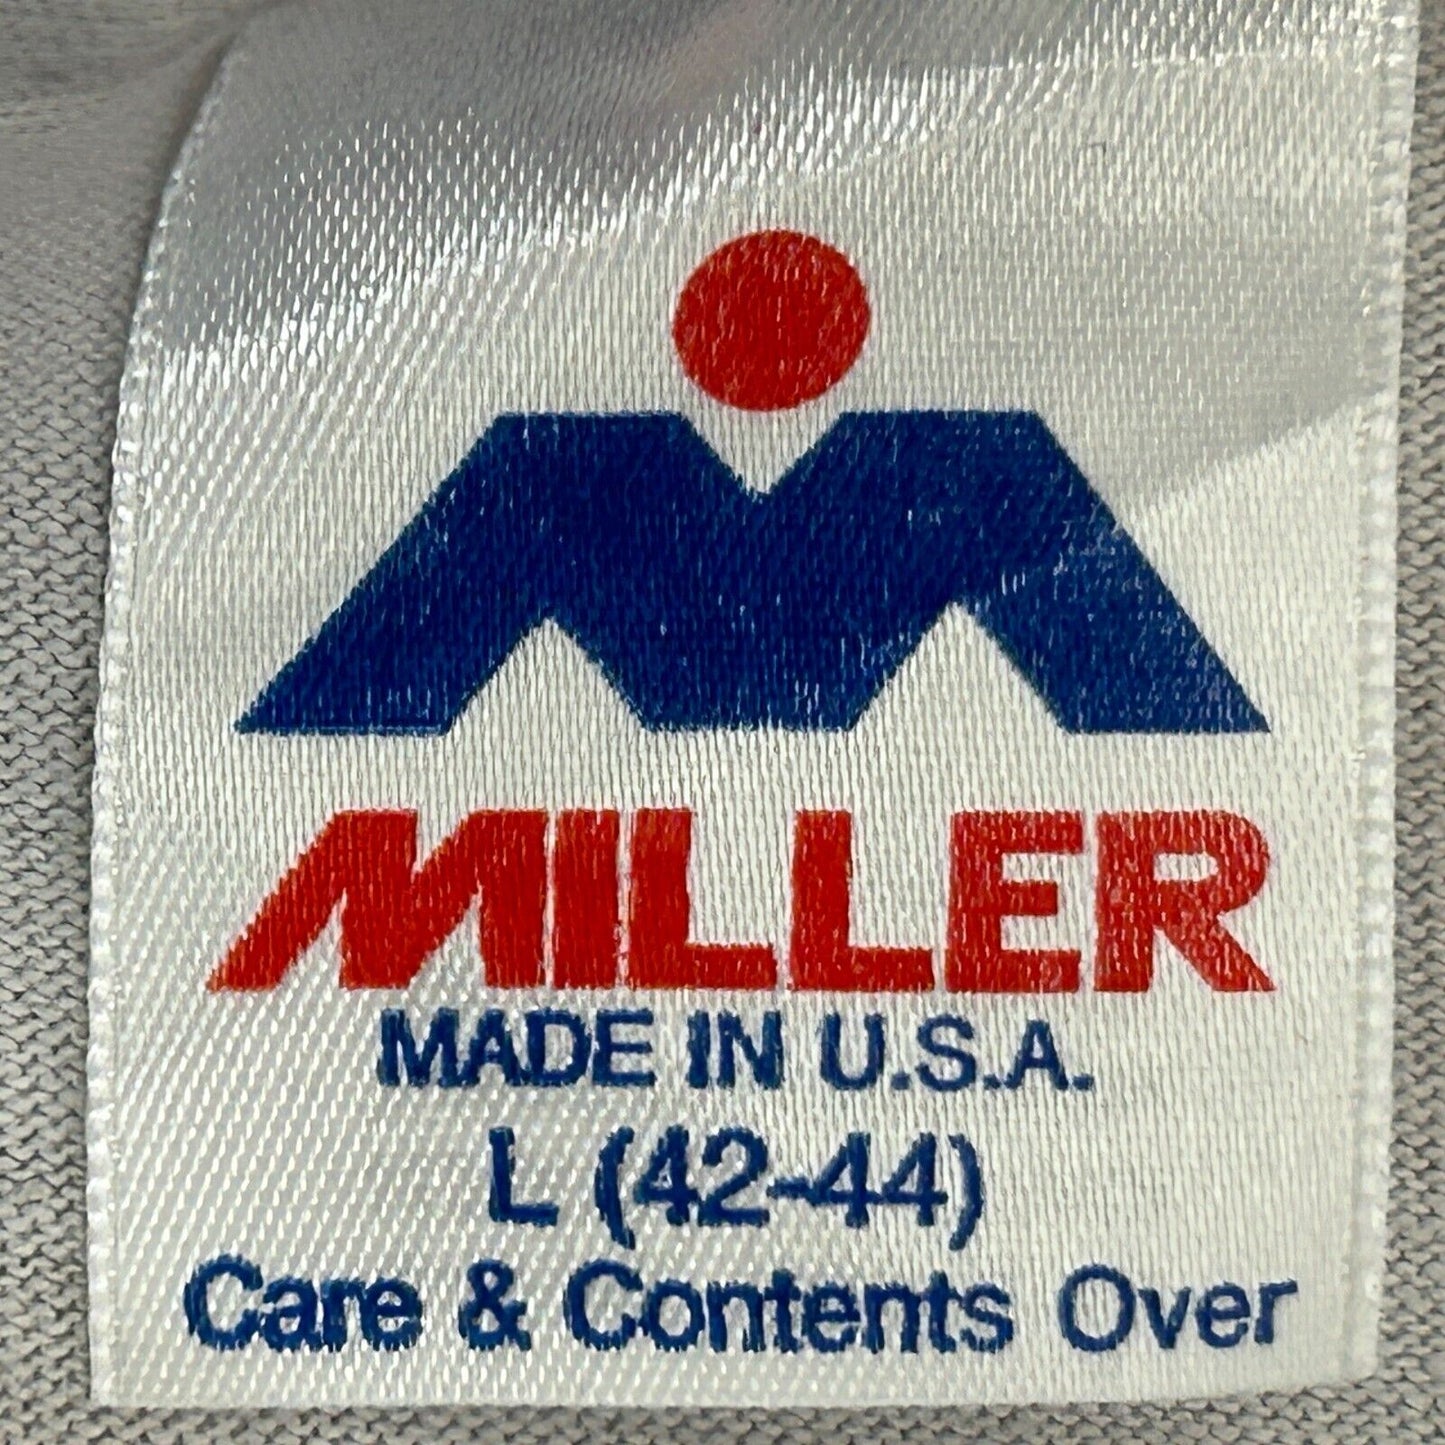 MILLER
MADE IN U.S.A.
L (42-44)
Care & Contents Over